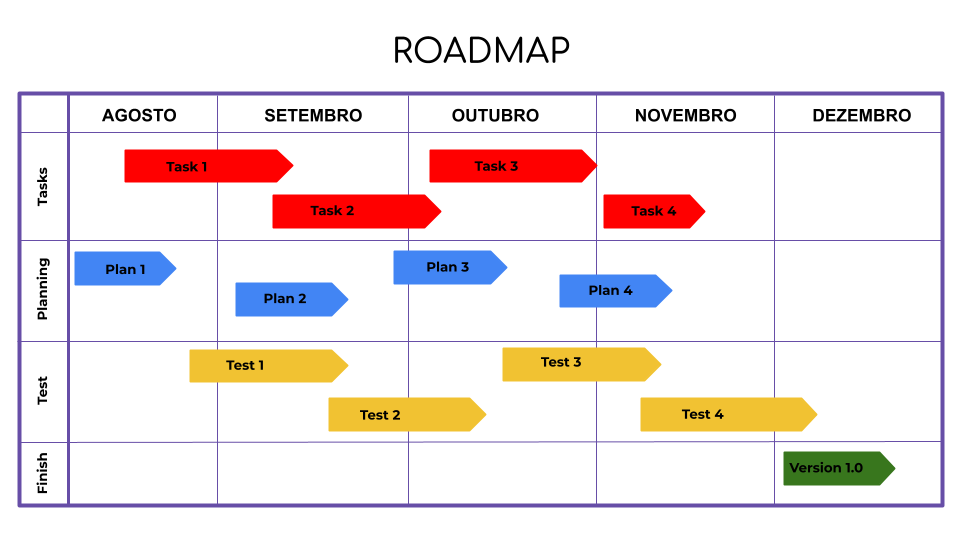 ROADMAP
AGOSTO SETEMBRO OUTUBRO NOVEMBRO DEZEMBRO
Tasks
Task 1
Task 3
Task 2
Task 4
Planning
Plan 1
Plan 3
Plan 2
Plan 4
Test
Test 1
Test 3
Test 2
Test 4
Finish
Version 1.0